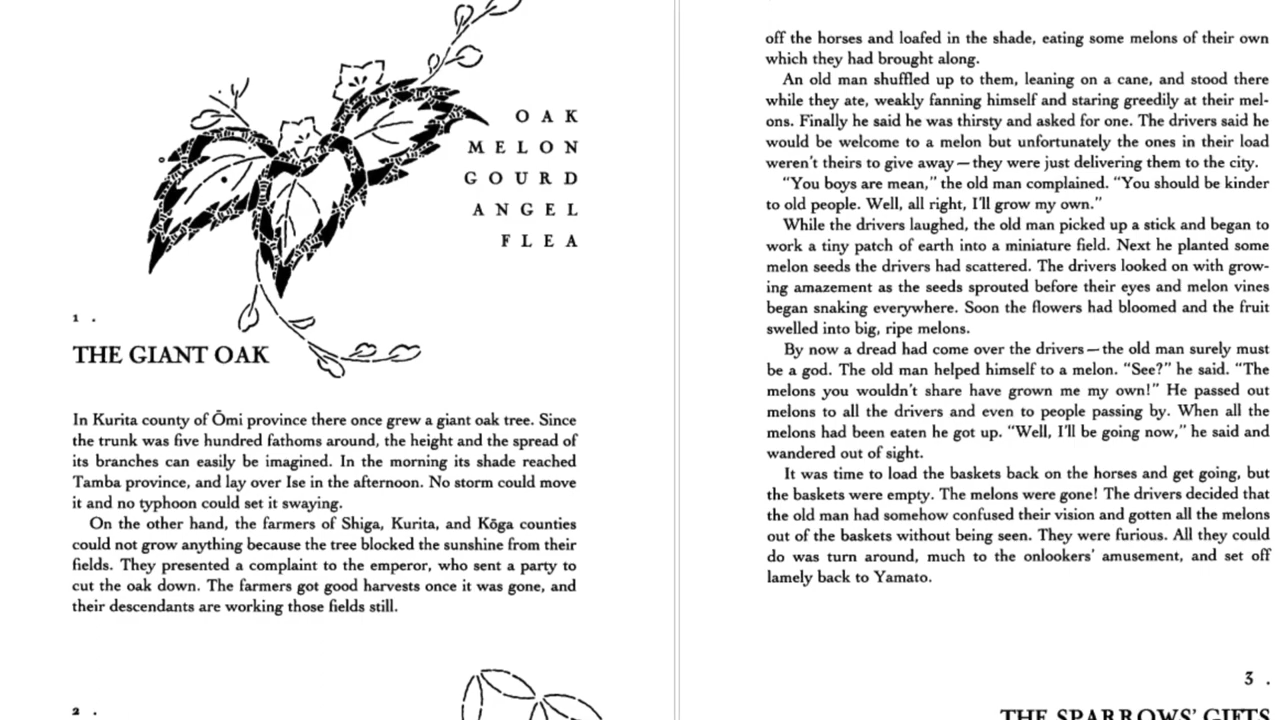 O A K
M E L O N
G O U R D
A N G E L
F L E A
1 .
THE GIANT OAK
In Kurita county of Ōmi province there once grew a giant oak tree. Since
the trunk was five hundred fathoms around, the height and the spread of
its branches can easily be imagined. In the morning its shade reached
Tamba province, and lay over Ise in the afternoon. No storm could move
it and no typhoon could set it swaying.
On the other hand, the farmers of Shiga, Kurita, and Kōga counties
could not grow anything because the tree blocked the sunshine from their
fields. They presented a complaint to the emperor, who sent a party to
cut the oak down. The farmers got good harvests once it was gone, and
their descendants are working those fields still.
2 .
off the horses and loafed in the shade, eating some melons of their own
which they had brought along.
An old man shuffled up to them, leaning on a cane, and stood there
while they ate, weakly fanning himself and staring greedily at their mel-
ons. Finally he said he was thirsty and asked for one. The drivers said he
would be welcome to a melon but unfortunately the ones in their load
weren't theirs to give away—they were just delivering them to the city.
"You boys are mean," the old man complained. "You should be kinder
to old people. Well, all right, I'll grow my own."
While the drivers laughed, the old man picked up a stick and began to
work a tiny patch of earth into a miniature field. Next he planted some
melon seeds the drivers had scattered. The drivers looked on with grow-
ing amazement as the seeds sprouted before their eyes and melon vines
began snaking everywhere. Soon the flowers had bloomed and the fruit
swelled into big, ripe melons.
By now a dread had come over the drivers—the old man surely must
be a god. The old man helped himself to a melon. "See?" he said. "The
melons you wouldn't share have grown me my own!" He passed out
melons to all the drivers and even to people passing by. When all the
melons had been eaten he got up. "Well, I'll be going now," he said and
wandered out of sight.
It was time to load the baskets back on the horses and get going, but
the baskets were empty. The melons were gone! The drivers decided that
the old man had somehow confused their vision and gotten all the melons
out of the baskets without being seen. They were furious. All they could
do was turn around, much to the onlookers' amusement, and set off
lamely back to Yamato.
3 .
THE SPARROWS' GIFTS